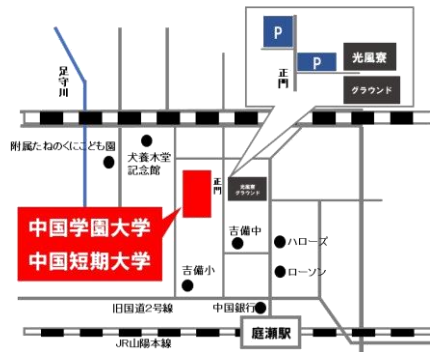 足守川
P
P
正門
光風寮
グラウンド
附属たねのくにこども園
犬養木堂
記念館
正門
光風寮
グラウンド
中国学園大学
中国短期大学
吉備中
ハローズ
吉備小
ローソン
旧国道2号線
中国銀行
庭瀬駅
JR山陽本線